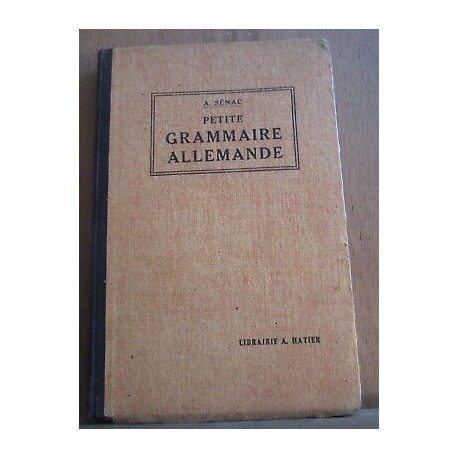 A. SÉNAC
PETITE
GRAMMAIRE
ALLEMANDE
LIBRAIRIE A. HATIER